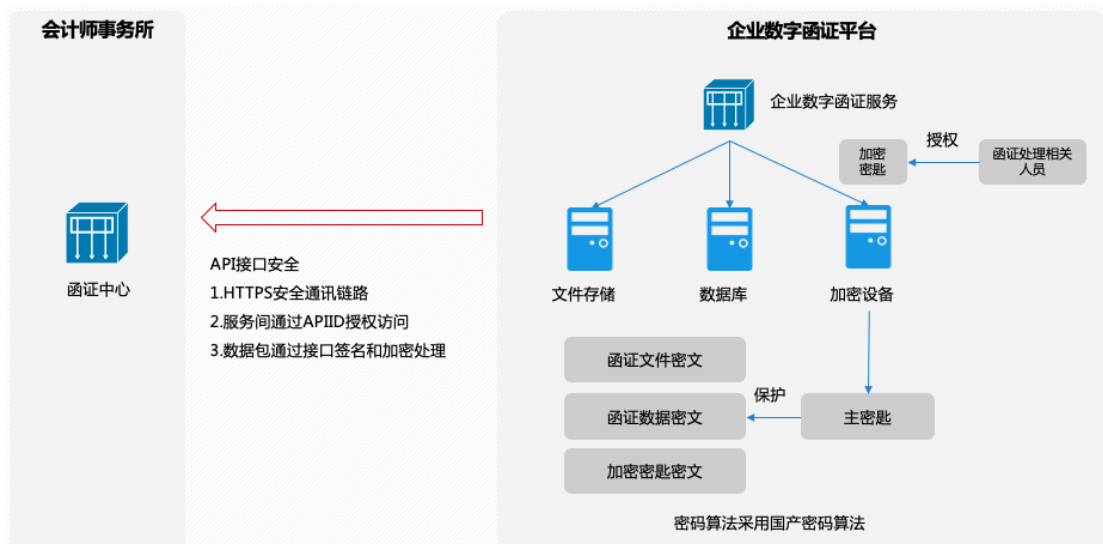 会计师事务所
函证中心
API接口安全
1.HTTPS安全通讯链路
2.服务间通过APIID授权访问
3.数据包通过接口签名和加密处理
企业数字函证平台
企业数字函证服务
加密
密匙
授权
函证处理相关
人员
文件存储
数据库
加密设备
函证文件密文
函证数据密文
加密密匙密文
保护
主密匙
密码算法采用国产密码算法